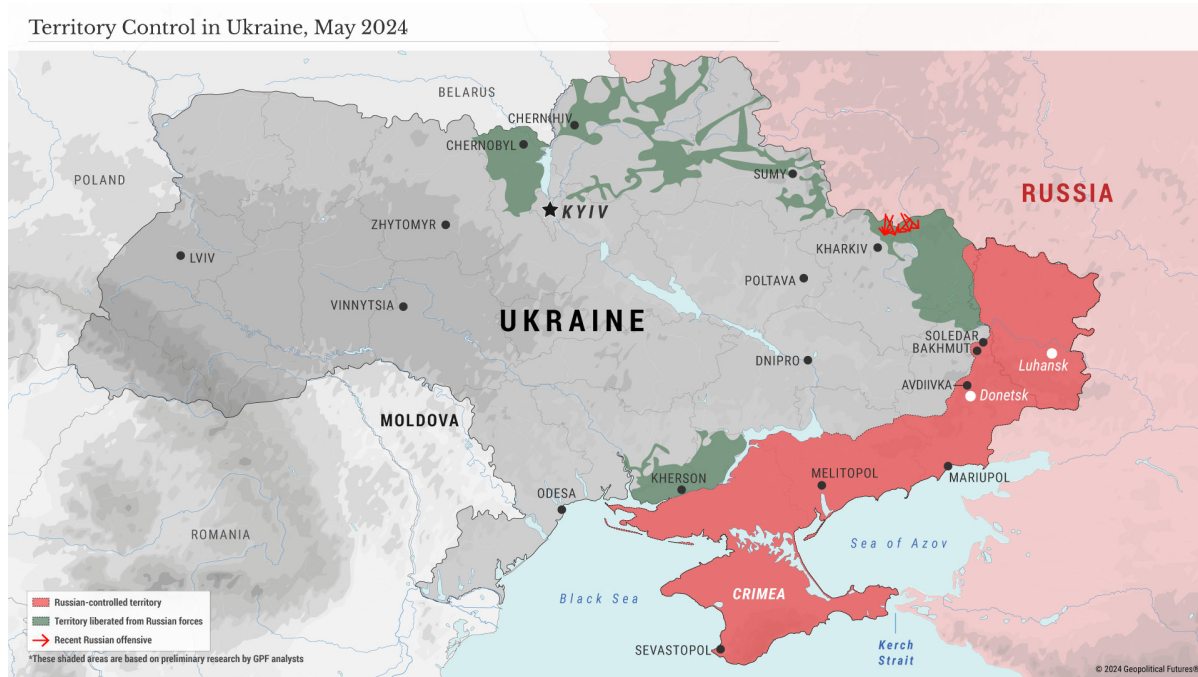 Territory Control in Ukraine, May 2024
BELARUS
CHERNIHIV
CHERNOBYL
POLAND
SUMY
RUSSIA
KYIV
ZHYTOMYR
KHARKIV
LVIV
POLTAVA
VINNYTSIA
UKRAINE
SOLEDAR
BAKHMUT
DNIPRO
Luhansk
AVDIIVKA
Donetsk
MOLDOVA
KHERSON
MELITOPOL
MARIUPOL
ODESA
ROMANIA
Sea of Azov
Black Sea
CRIMEA
Russian-controlled territory
Territory liberated from Russian forces
Recent Russian offensive
*These shaded areas are based on preliminary research by GPF analysts
SEVASTOPOL
Kerch
Strait
© 2024 Geopolitical Futures®